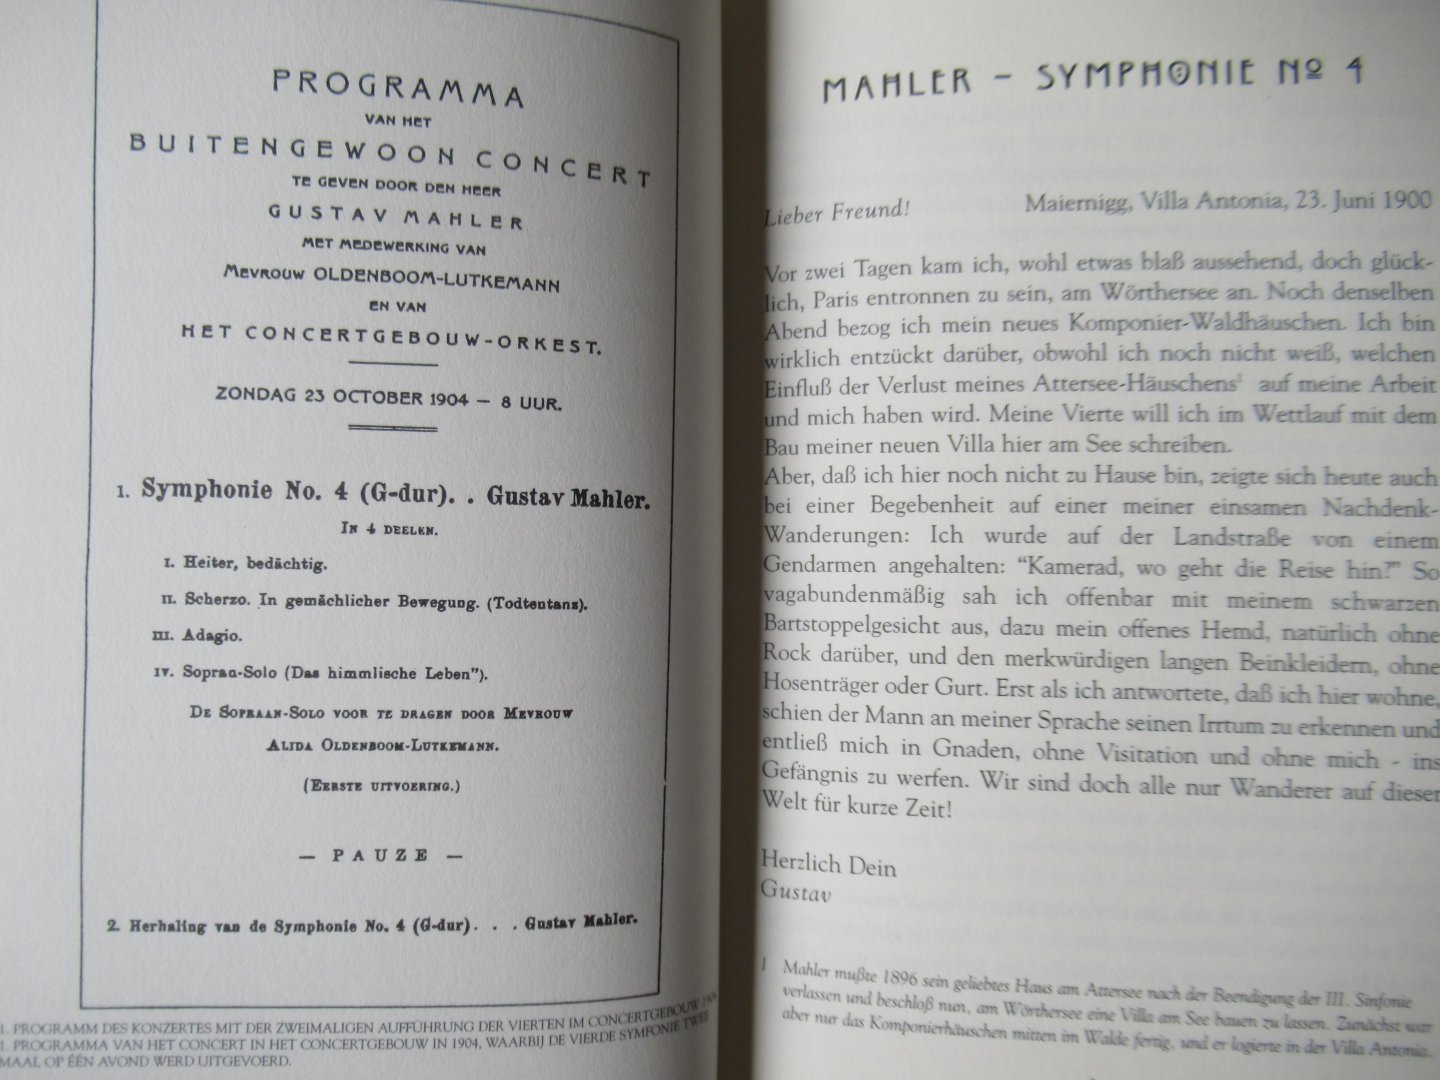 PROGRAMMA
VAN HET
BUITENGEWOON CONCERT
TE GEVEN DOOR DEN HEER
GUSTAV MAHLER
MET MEDEWERKING VAN
MEVROUW OLDENBOOM-LUTKEMANN
EN VAN
HET CONCERTGEBOUW-ORKEST.
ZONDAG 23 OCTOBER 1904 — 8 UUR.
1. Symphonie No. 4 (G-dur). . Gustav Mahler.
IN 4 DEELEN.
I. Heiter, bedächtig.
II. Scherzo. In gemächlicher Bewegung. (Todtentanz).
III. Adagio.
IV. Sopraa-Solo (Das himmlische Leben").
DE SOPRAAN-SOLO VOOR TE DRAGEN DOOR MEVROUW
ALIDA OLDENBOOM-LUTKEMANN.
(EERSTE UITVOERING.)
— PAUZE —
2. Herhaling van de Symphonie No. 4 (G-dur). . . Gustav Mahler.
1. PROGRAMM DES KONZERTES MIT DER ZWEIMALIGEN AUFFÜHRUNG DER VIERTEN IM CONCERTGEBOUW 1904
1. PROGRAMMA VAN HET CONCERT IN HET CONCERTGEBOUW IN 1904, WAARBIJ DE VIERDE SYMFONIE TWEE
MAAL OP ÉÉN AVOND WERD UITGEVOERD.
MAHLER – SYMPHONIE Nº 4
Lieber Freund! Maiernigg, Villa Antonia, 23. Juni 1900
Vor zwei Tagen kam ich, wohl etwas blaß aussehend, doch glück-
lich, Paris entronnen zu sein, am Wörthersee an. Noch denselben
Abend bezog ich mein neues Komponier-Waldhäuschen. Ich bin
wirklich entzückt darüber, obwohl ich noch nicht weiß, welchen
Einfluß der Verlust meines Attersee-Häuschens¹ auf meine Arbeit
und mich haben wird. Meine Vierte will ich im Wettlauf mit dem
Bau meiner neuen Villa hier am See schreiben.
Aber, daß ich hier noch nicht zu Hause bin, zeigte sich heute auch
bei einer Begebenheit auf einer meiner einsamen Nachdenk-
Wanderungen: Ich wurde auf der Landstraße von einem
Gendarmen angehalten: "Kamerad, wo geht die Reise hin?" So
vagabundenmäßig sah ich offenbar mit meinem schwarzen
Bartstoppelgesicht aus, dazu mein offenes Hemd, natürlich ohne
Rock darüber, und den merkwürdigen langen Beinkleidern, ohne
Hosenträger oder Gurt. Erst als ich antwortete, daß ich hier wohne,
schien der Mann an meiner Sprache seinen Irrtum zu erkennen und
entließ mich in Gnaden, ohne Visitation und ohne mich - ins
Gefängnis zu werfen. Wir sind doch alle nur Wanderer auf dieser
Welt für kurze Zeit!
Herzlich Dein
Gustav
1 Mahler mußte 1896 sein geliebtes Haus am Attersee nach der Beendigung der III. Sinfonie
verlassen und beschloß nun, am Wörthersee eine Villa am See bauen zu lassen. Zunächst war
aber nur das Komponierhäuschen mitten im Walde fertig, und er logierte in der Villa Antonia.